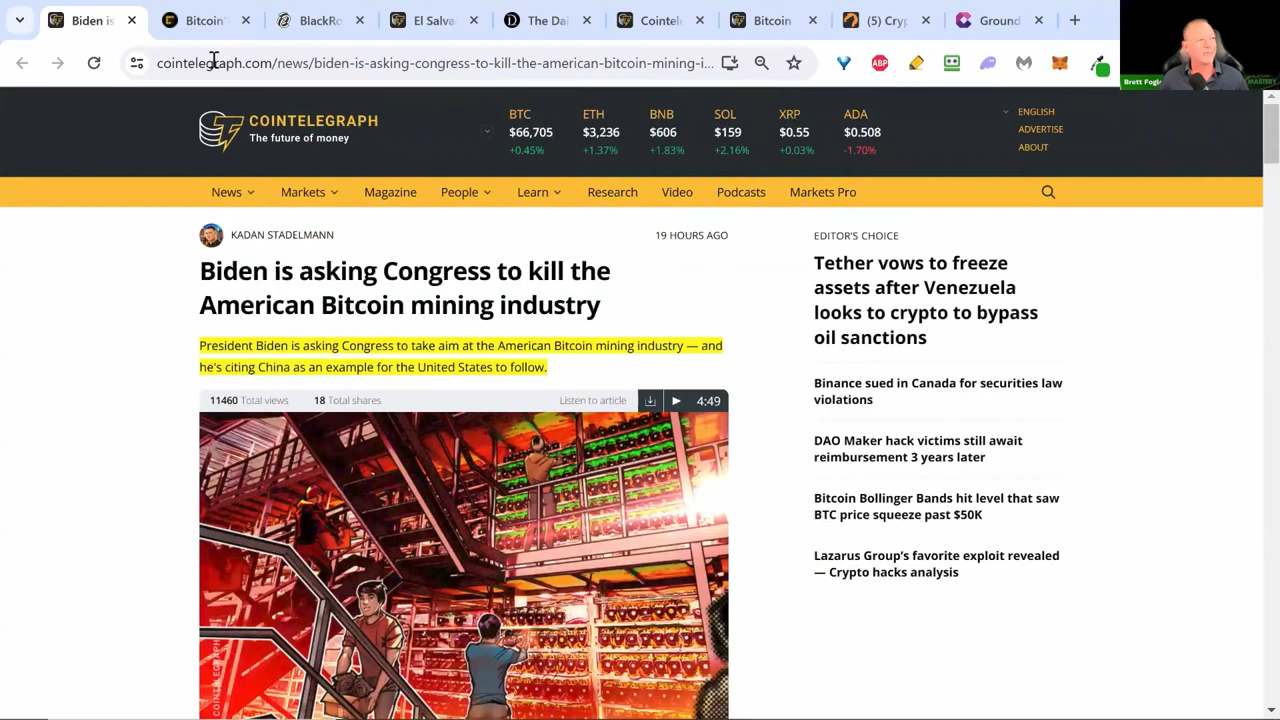 Biden is
Bitcoin'
BlackRo
El Salva
The Dai
Cointele
Bitcoin
(5) Cryp
Ground
cointelegraph.com/news/biden-is-asking-congress-to-kill-the-american-bitcoin-mining-i...
ABP
Brett Fogle
MASTERY
COINTELEGRAPH
The future of money
BTC ETH BNB SOL XRP ADA
$66,705 $3,236 $606 $159 $0.55 $0.508
+0.45% +1.37% +1.83% +2.16% +0.03% -1.70%
ENGLISH
ADVERTISE
ABOUT
News Markets Magazine People Learn Research Video Podcasts Markets Pro
KADAN STADELMANN
19 HOURS AGO
Biden is asking Congress to kill the
American Bitcoin mining industry
President Biden is asking Congress to take aim at the American Bitcoin mining industry — and
he's citing China as an example for the United States to follow.
11460 Total views 18 Total shares Listen to article 4:49
COINTELEGRAPH
EDITOR'S CHOICE
Tether vows to freeze
assets after Venezuela
looks to crypto to bypass
oil sanctions
Binance sued in Canada for securities law
violations
DAO Maker hack victims still await
reimbursement 3 years later
Bitcoin Bollinger Bands hit level that saw
BTC price squeeze past $50K
Lazarus Group's favorite exploit revealed
— Crypto hacks analysis